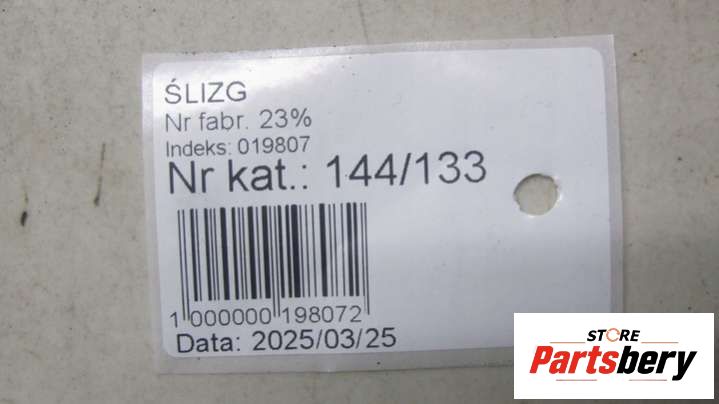 ŚLIZG
Nr fabr. 23%
Indeks: 019807
Nr kat.: 144/133
1 000000 198072
Data: 2025/03/25
STORE
Partsbery